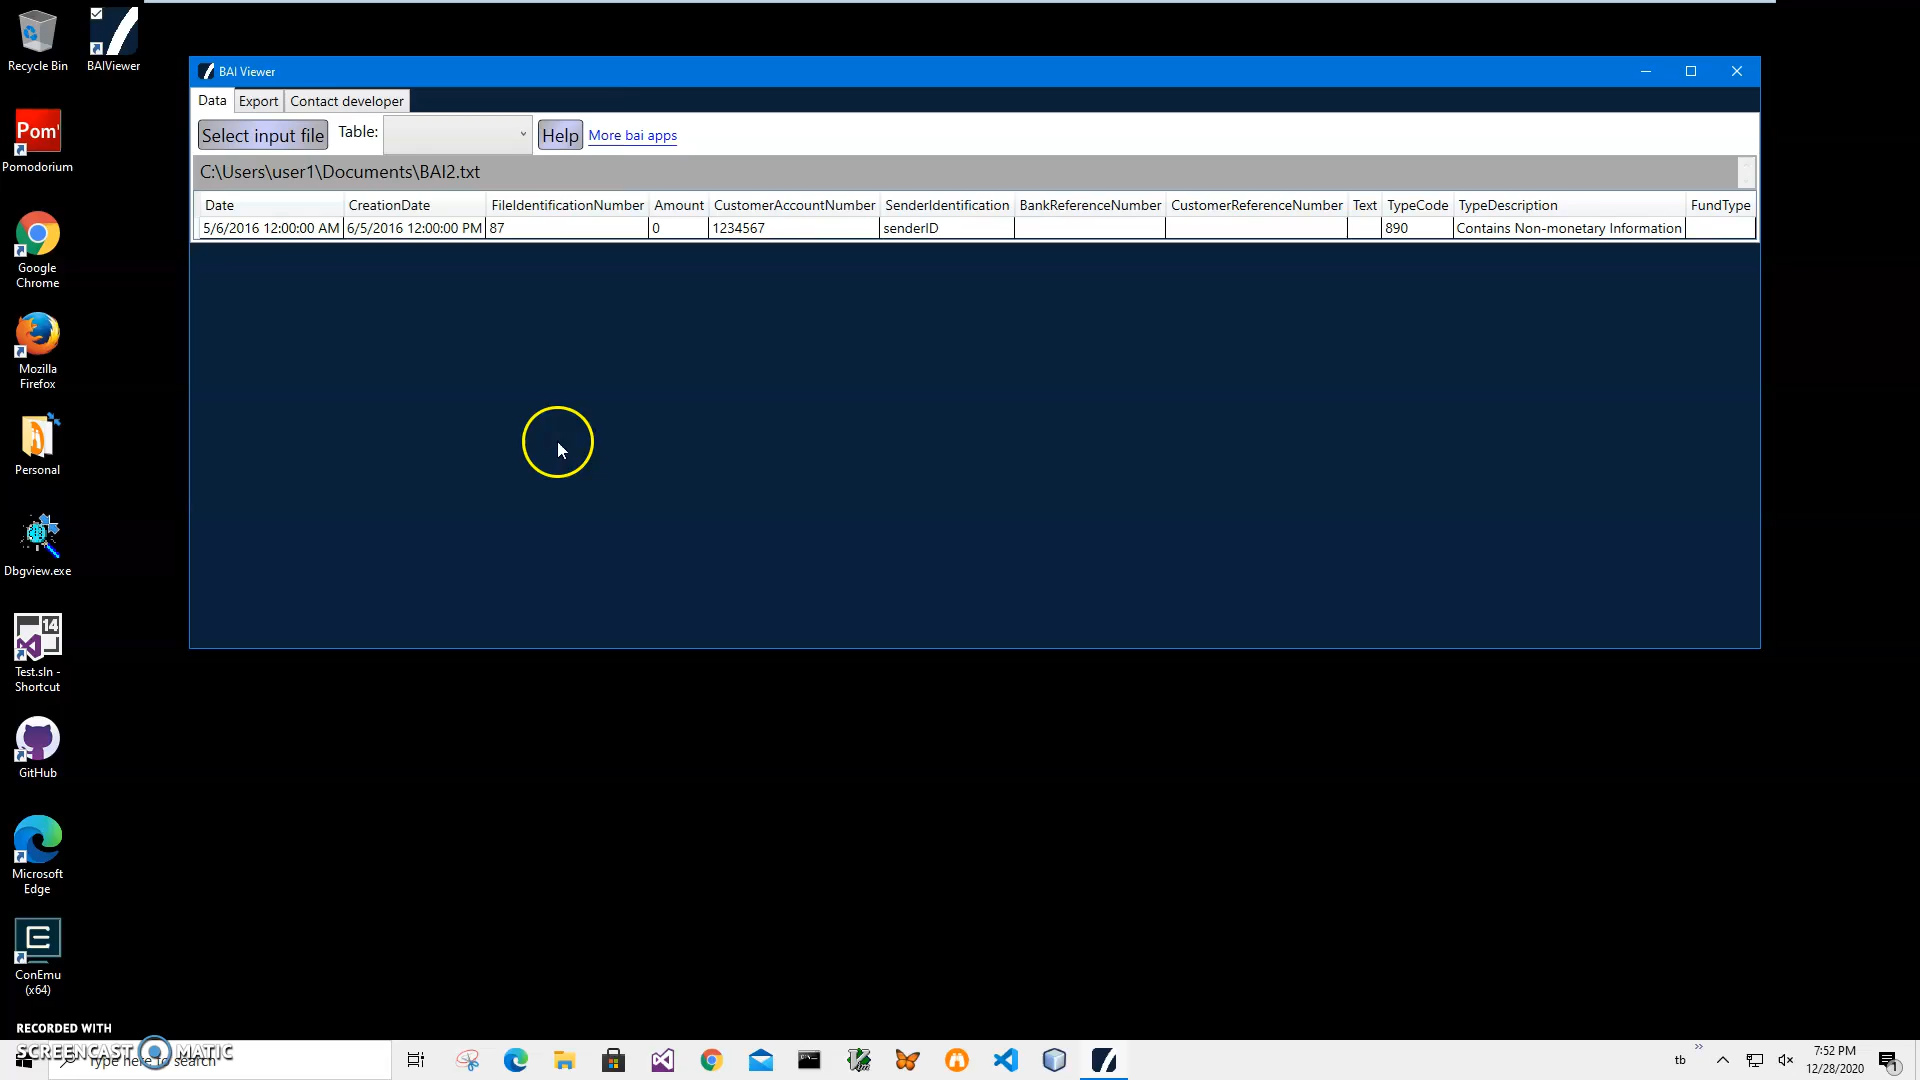 Recycle Bin
BAIViewer
Pom'
Pomodorium
Google
Chrome
Mozilla
Firefox
Personal
Dbgview.exe
14
Test.sln -
Shortcut
GitHub
Microsoft
Edge
ConEmu
(x64)
BAI Viewer
Data Export Contact developer
Select input file Table: Help More bai apps
C:\Users\user1\Documents\BAI2.txt
Date CreationDate FileIdentificationNumber Amount CustomerAccountNumber SenderIdentification BankReferenceNumber CustomerReferenceNumber Text TypeCode TypeDescription FundType
5/6/2016 12:00:00 AM 6/5/2016 12:00:00 PM 87 0 1234567 senderID 890 Contains Non-monetary Information
RECORDED WITH
SCREENCAST MATIC
Type here to search
tb
7:52 PM
12/28/2020
1